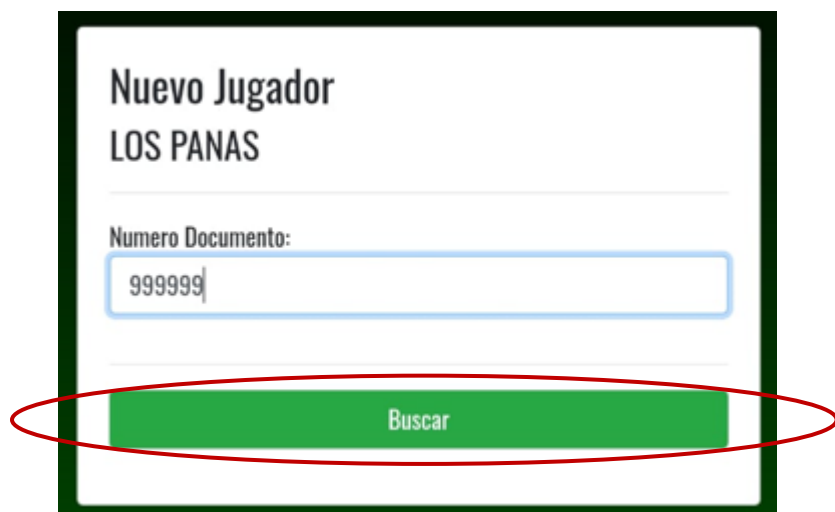 Nuevo Jugador
LOS PANAS
Numero Documento:
999999
Buscar